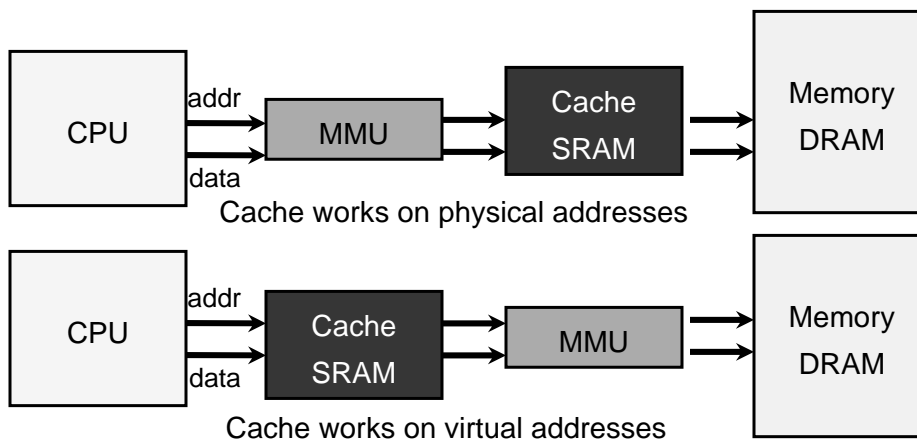 CPU
addr
data
MMU
Cache
SRAM
Memory
DRAM
Cache works on physical addresses
CPU
addr
data
Cache
SRAM
MMU
Memory
DRAM
Cache works on virtual addresses